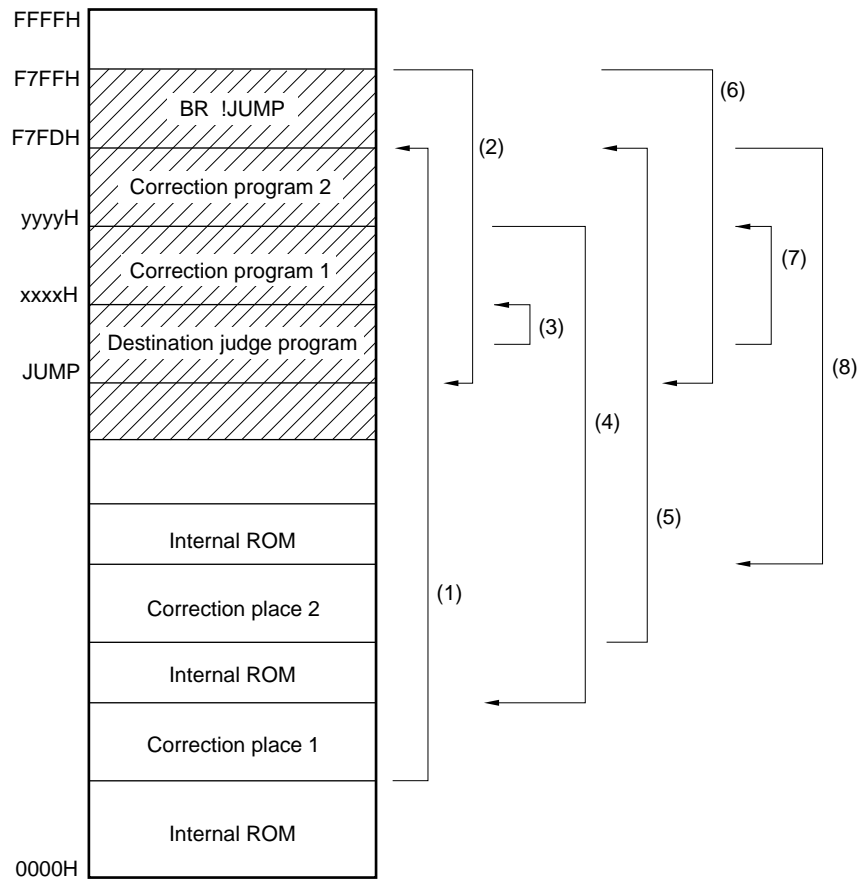 FFFFH
F7FFH
BR !JUMP
(6)
F7FDH
(2)
Correction program 2
yyyyH
(7)
Correction program 1
xxxxH
(3)
Destination judge program
JUMP
(8)
(4)
(5)
Internal ROM
(1)
Correction place 2
Internal ROM
Correction place 1
Internal ROM
0000H